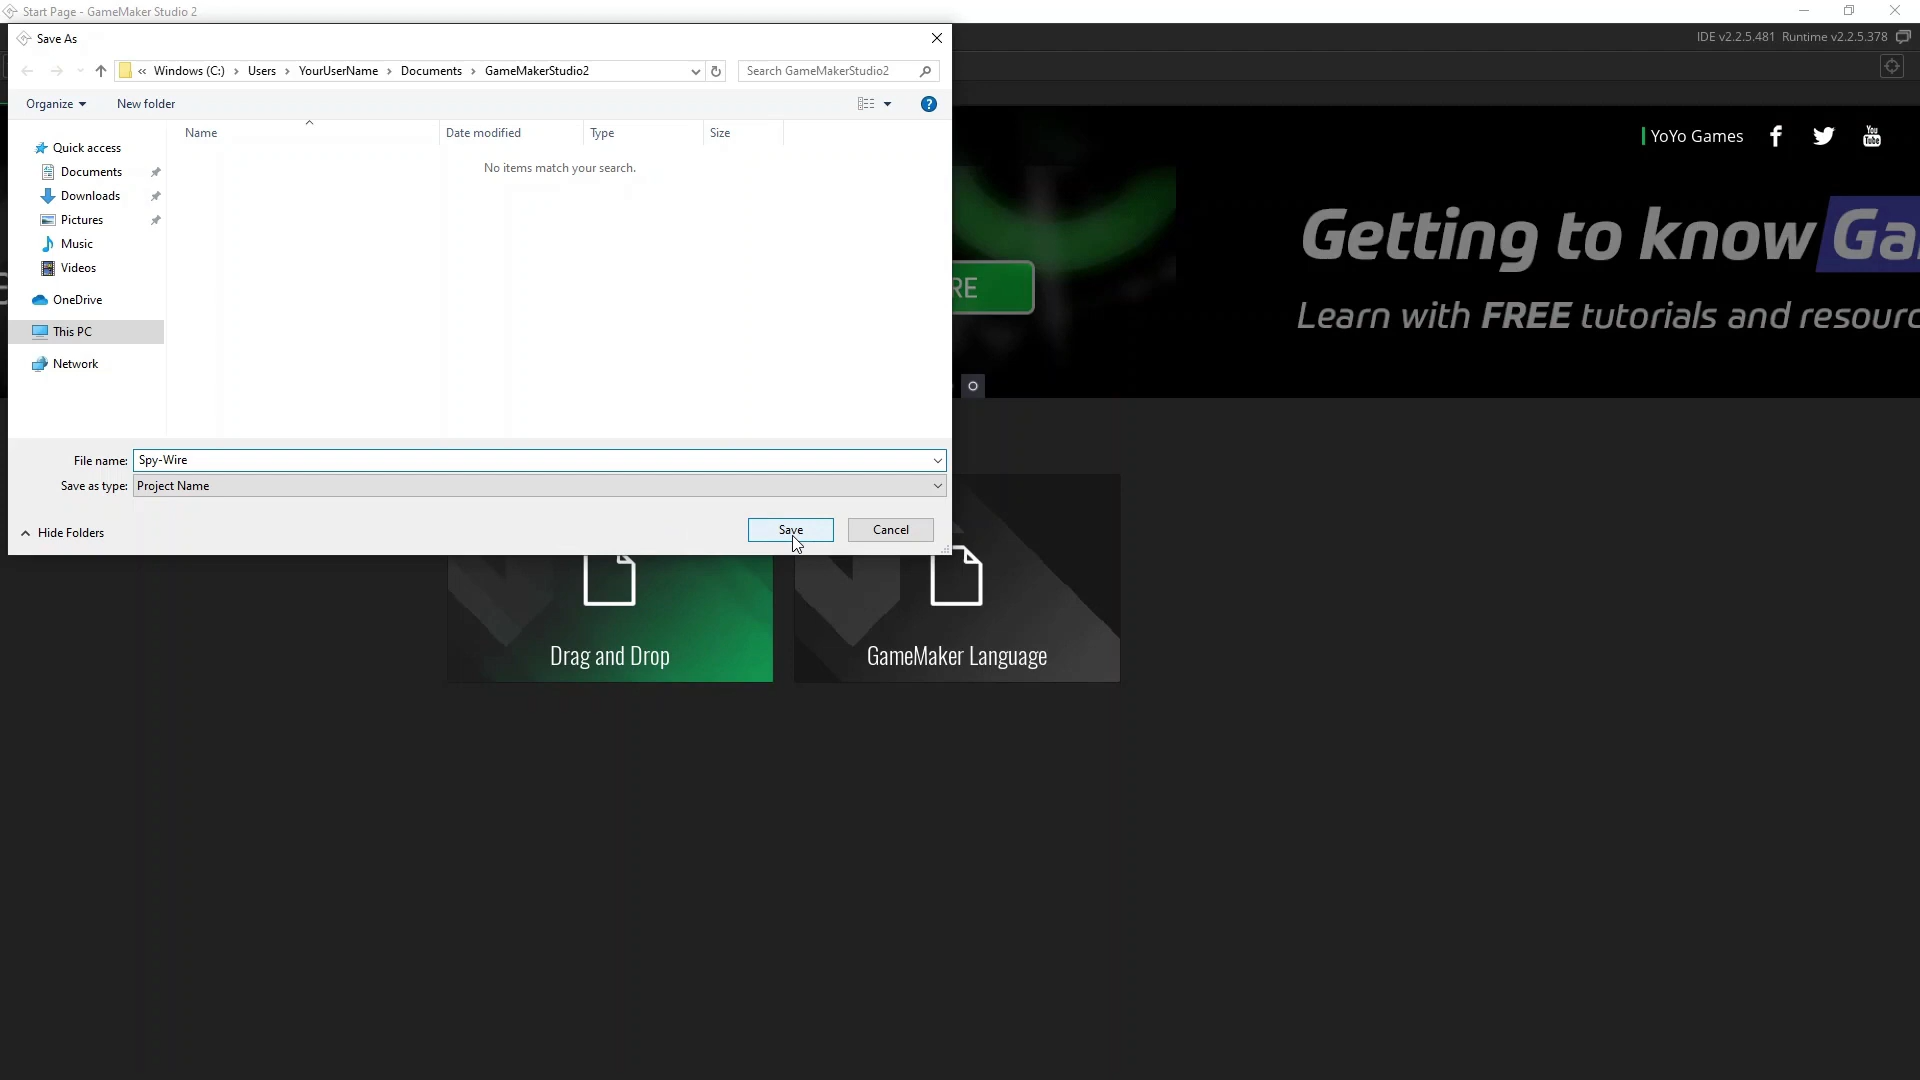 Start Page - GameMaker Studio 2
Save As
IDE v2.2.5.481 Runtime v2.2.5.378
« Windows (C:) › Users › YourUserName › Documents › GameMakerStudio2
Search GameMakerStudio2
Organize
New folder
Name
Date modified
Type
Size
No items match your search.
Quick access
Documents
Downloads
Pictures
Music
Videos
OneDrive
This PC
Network
YoYo Games
You Tube
Getting to know Ga
RE
Learn with FREE tutorials and resourc
File name: Spy-Wire
Save as type: Project Name
Hide Folders
Save
Cancel
Drag and Drop
GameMaker Language